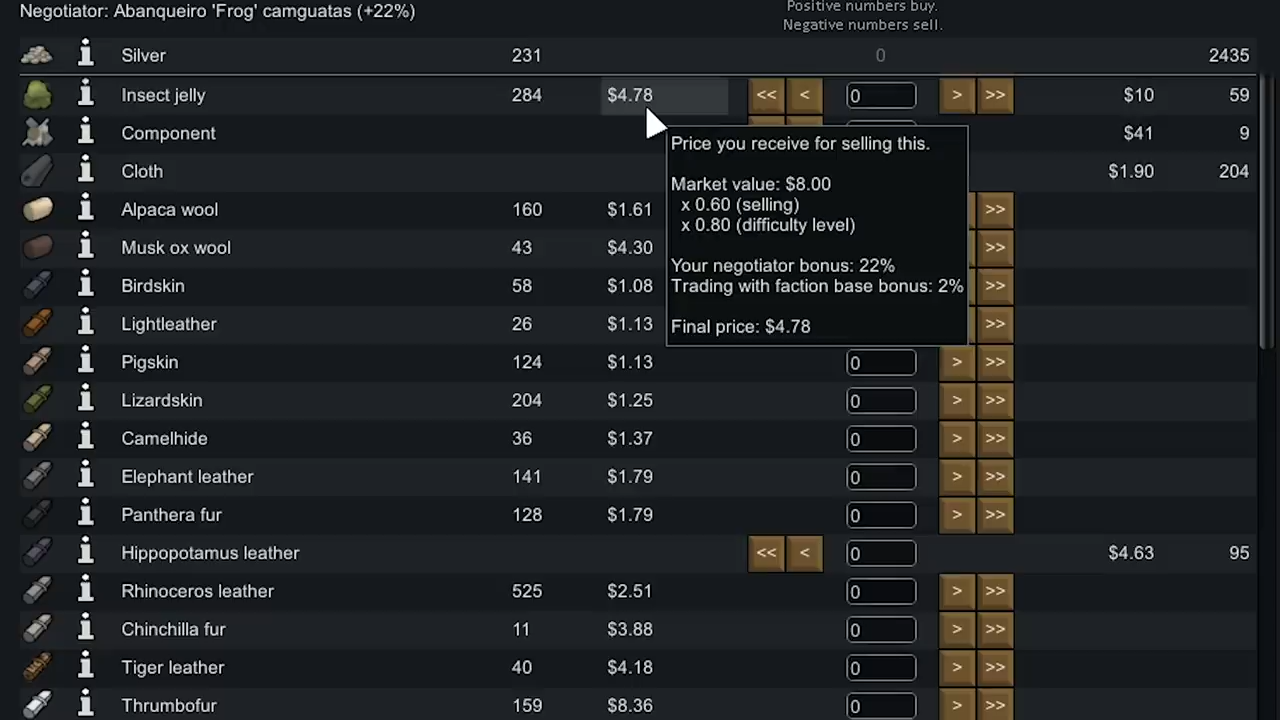 Negotiator: Abanqueiro 'Frog' camguatas (+22%)
Positive numbers buy.
Negative numbers sell.
Silver 231 0 2435
Insect jelly 284 $4.78 << < 0 > >> $10 59
Component $41 9
Cloth $1.90 204
Price you receive for selling this.
Market value: $8.00
x 0.60 (selling)
x 0.80 (difficulty level)
Your negotiator bonus: 22%
Trading with faction base bonus: 2%
Final price: $4.78
Alpaca wool 160 $1.61 >>
Musk ox wool 43 $4.30 >>
Birdskin 58 $1.08 >>
Lightleather 26 $1.13 >>
Pigskin 124 $1.13 0 > >>
Lizardskin 204 $1.25 0 > >>
Camelhide 36 $1.37 0 > >>
Elephant leather 141 $1.79 0 > >>
Panthera fur 128 $1.79 0 > >>
Hippopotamus leather << < 0 $4.63 95
Rhinoceros leather 525 $2.51 0 > >>
Chinchilla fur 11 $3.88 0 > >>
Tiger leather 40 $4.18 0 > >>
Thrumbofur 159 $8.36 0 > >>